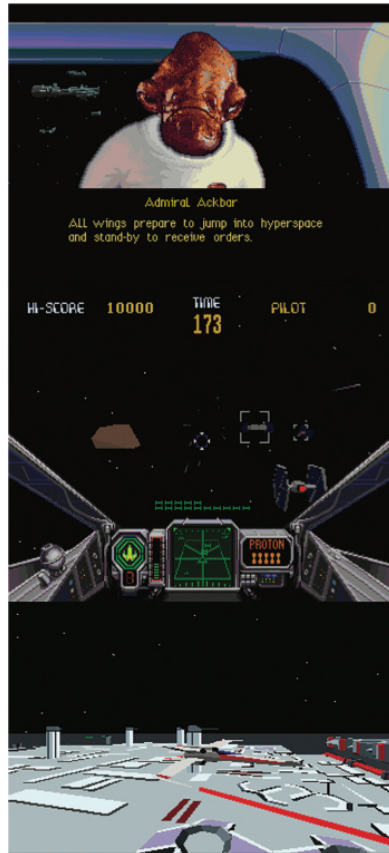 Admiral Ackbar
ALL wings prepare to jump into hyperspace
and stand-by to receive orders.
HI-SCORE 10000 TIME PILOT 0
173
PROTON